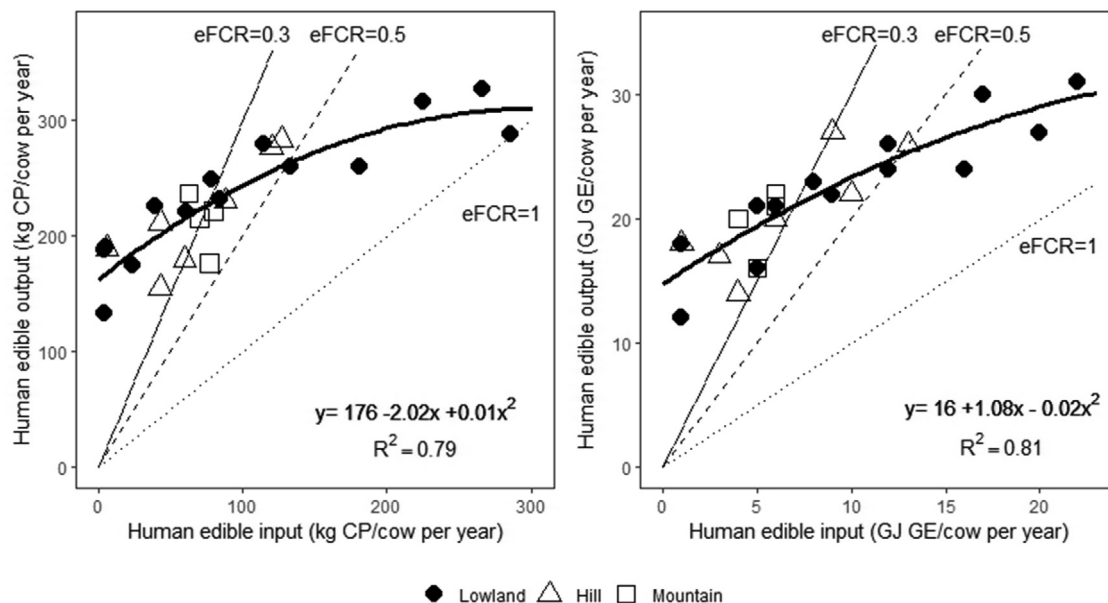 eFCR=0.3 eFCR=0.5
eFCR=1
y= 176 -2.02x +0.01x²
R² = 0.79
Human edible output (kg CP/cow per year)
0
100
200
300
0 100 200 300
Human edible input (kg CP/cow per year)
eFCR=0.3 eFCR=0.5
eFCR=1
y= 16 +1.08x - 0.02x²
R² = 0.81
Human edible output (GJ GE/cow per year)
0
10
20
30
0 5 10 15 20
Human edible input (GJ GE/cow per year)
Lowland Hill Mountain